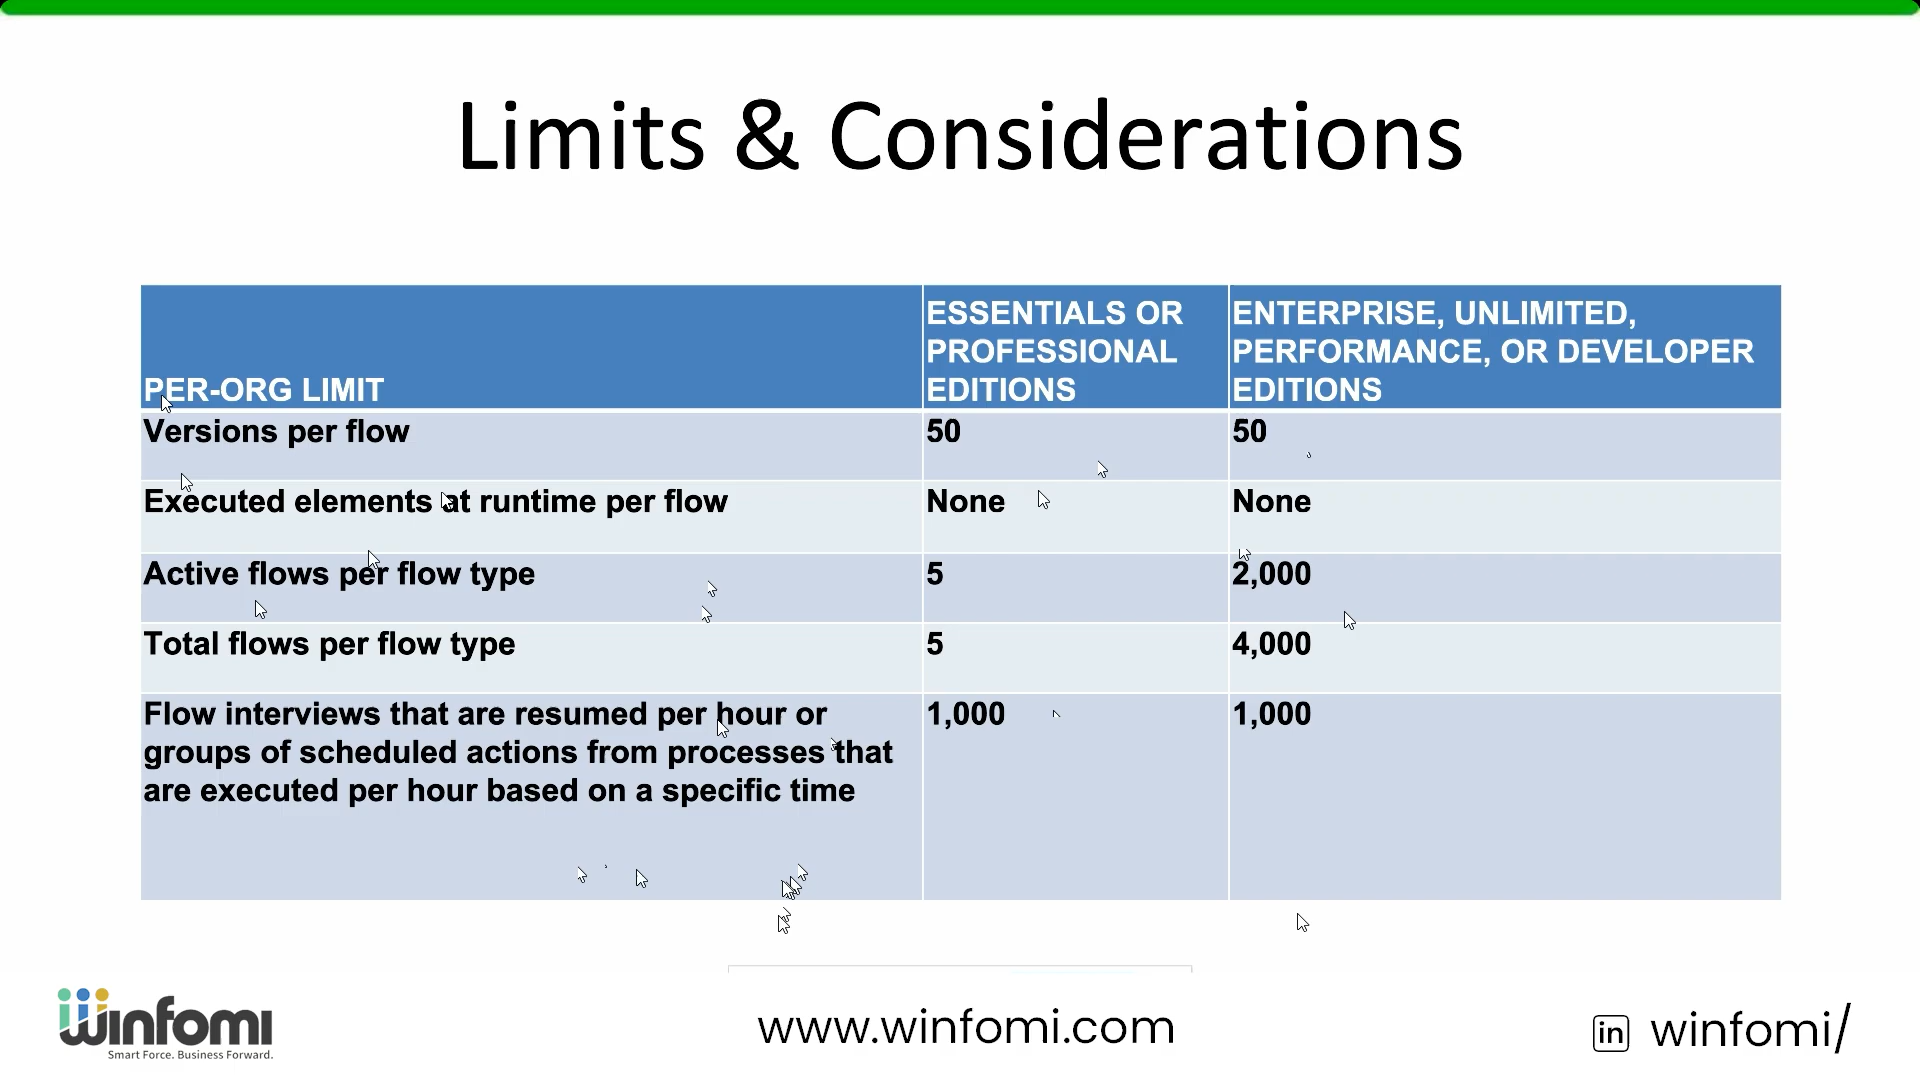 Limits & Considerations
PER-ORG LIMIT
ESSENTIALS OR
PROFESSIONAL
EDITIONS
ENTERPRISE, UNLIMITED,
PERFORMANCE, OR DEVELOPER
EDITIONS
Versions per flow
50
50
Executed elements at runtime per flow
None
None
Active flows per flow type
5
2,000
Total flows per flow type
5
4,000
Flow interviews that are resumed per hour or
groups of scheduled actions from processes that
are executed per hour based on a specific time
1,000
1,000
winfomi
Smart Force. Business Forward.
www.winfomi.com
in winfomi/